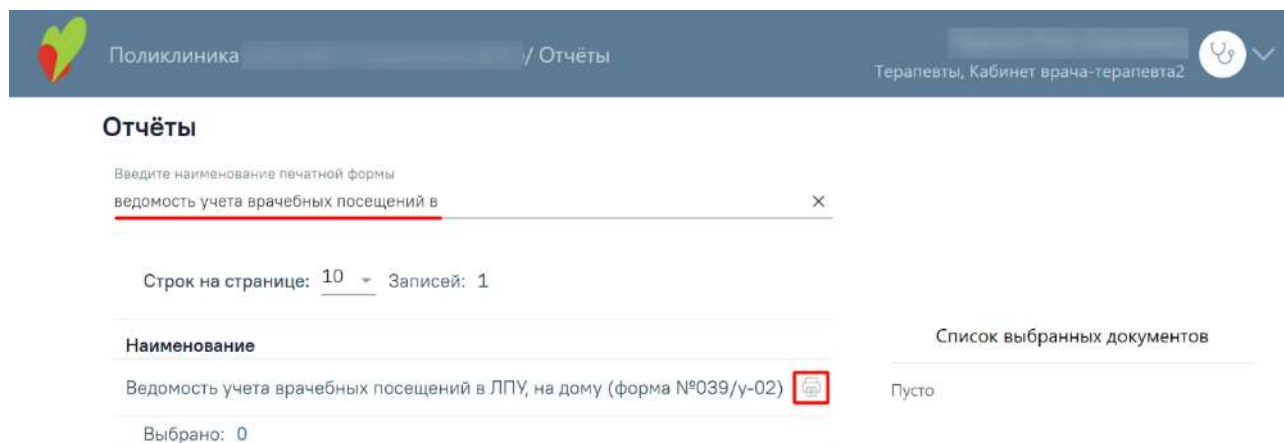 Поликлиника / Отчёты
Терапевты, Кабинет врача-терапевта2
Отчёты
Введите наименование печатной формы
ведомость учета врачебных посещений в
Строк на странице: 10 Записей: 1
Наименование
Ведомость учета врачебных посещений в ЛПУ, на дому (форма №039/у-02)
Выбрано: 0
Список выбранных документов
Пусто